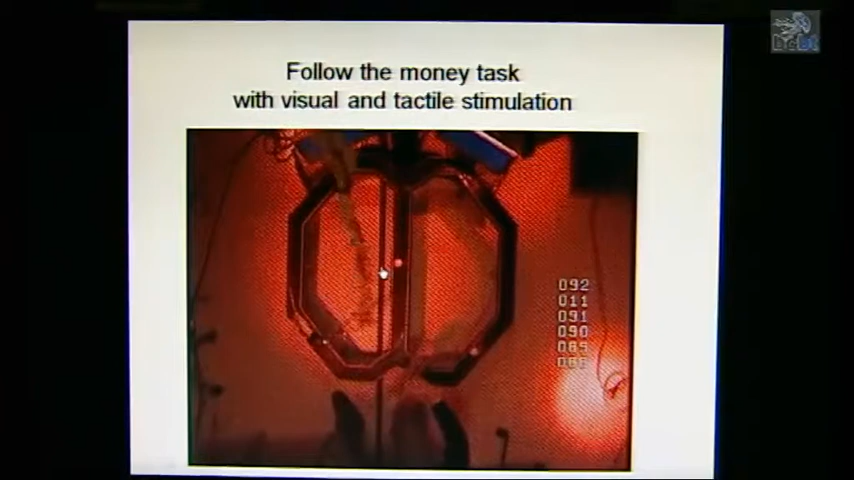 Follow the money task
with visual and tactile stimulation
092
011
091
090